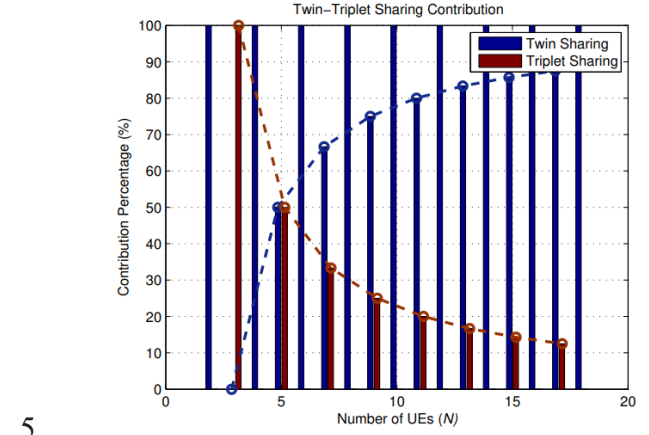 Twin−Triplet Sharing Contribution
100
90
80
70
60
50
40
30
20
10
0
Contribution Percentage (%)
Twin Sharing
Triplet Sharing
0 5 10 15 20
Number of UEs (N)
5